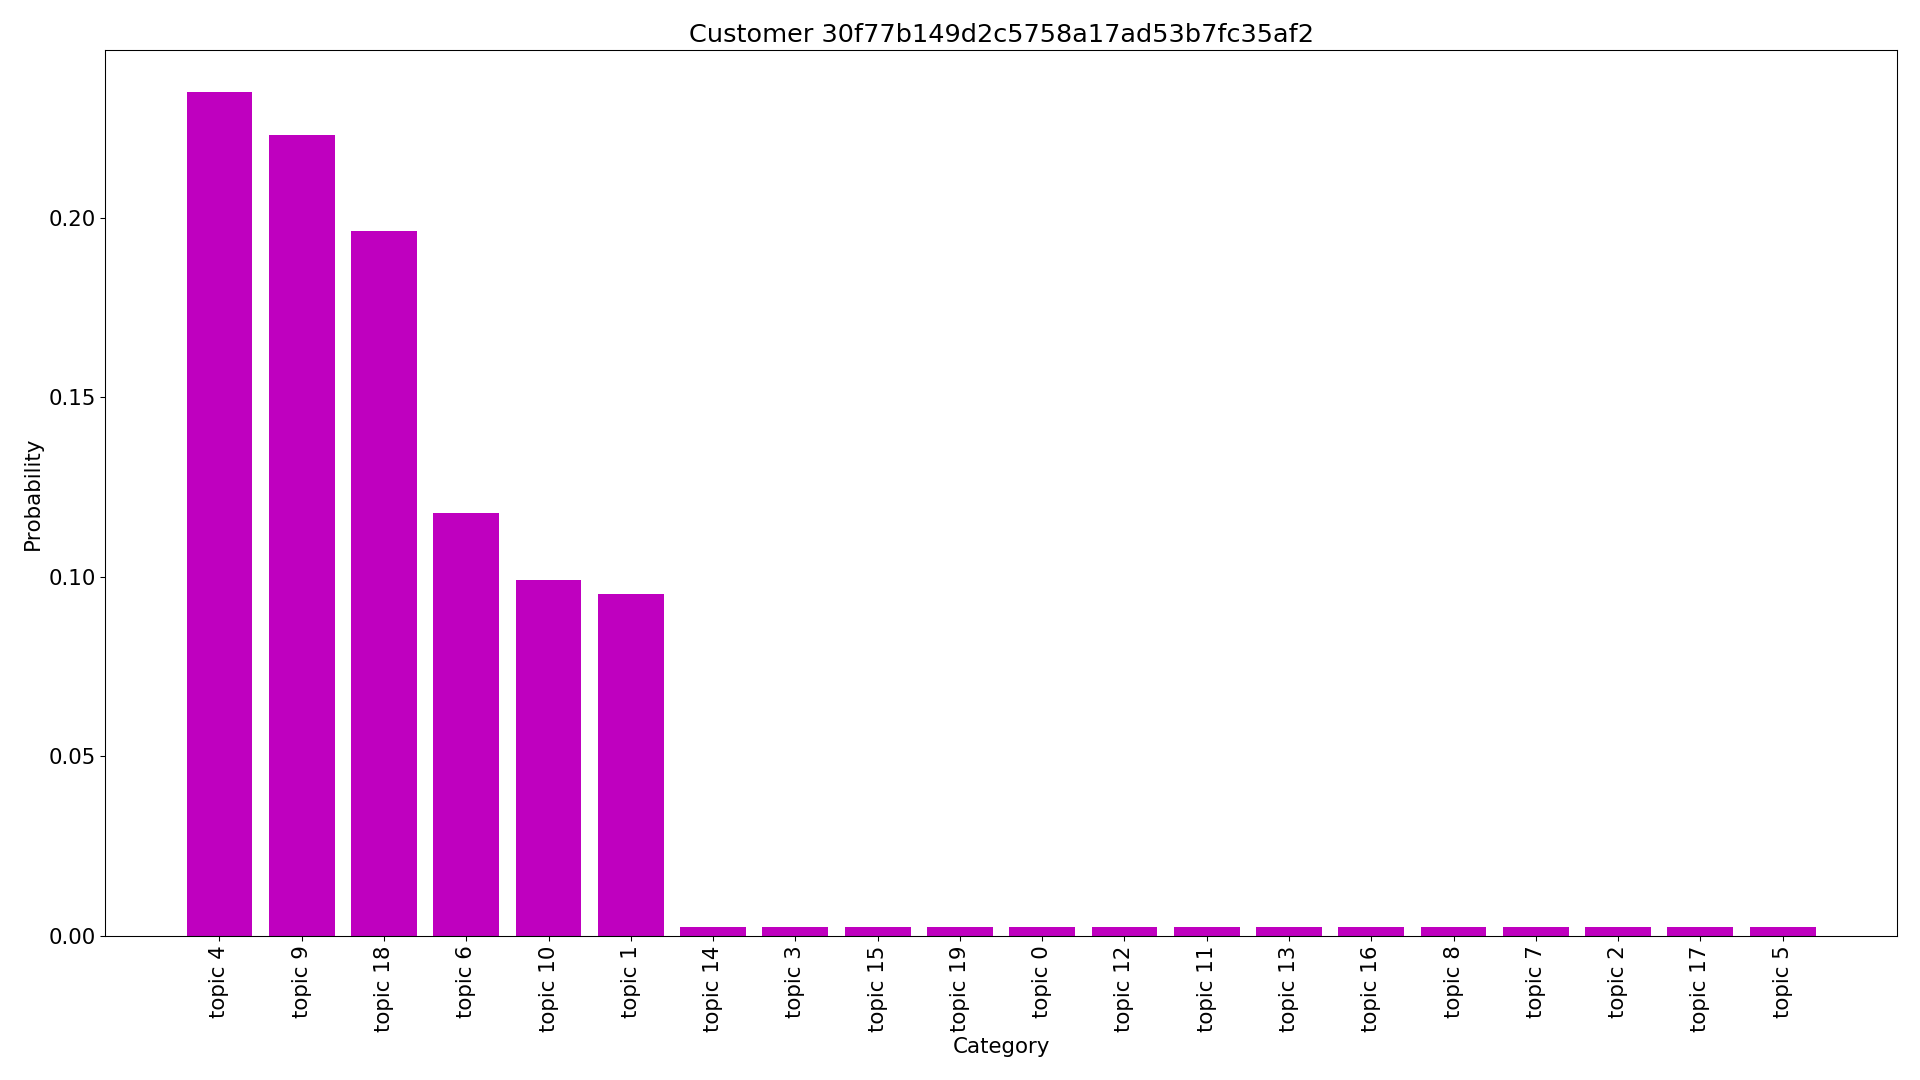 Customer 30f77b149d2c5758a17ad53b7fc35af2
Probability
0.20
0.15
0.10
0.05
0.00
topic 4
topic 9
topic 18
topic 6
topic 10
topic 1
topic 14
topic 3
topic 15
topic 19
topic 0
topic 12
topic 11
topic 13
topic 16
topic 8
topic 7
topic 2
topic 17
topic 5
Category